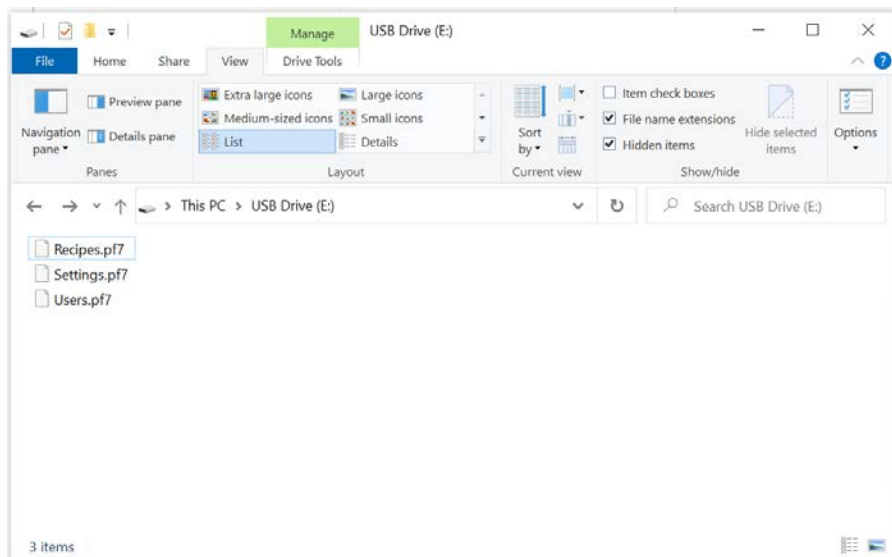 Manage USB Drive (E:)
File Home Share View Drive Tools
Navigation pane
Preview pane
Details pane
Panes
Extra large icons Large icons
Medium-sized icons Small icons
List Details
Layout
Sort by
Current view
Item check boxes
File name extensions
Hidden items
Hide selected items
Show/hide
Options
This PC > USB Drive (E:)
Search USB Drive (E:)
Recipes.pf7
Settings.pf7
Users.pf7
3 items